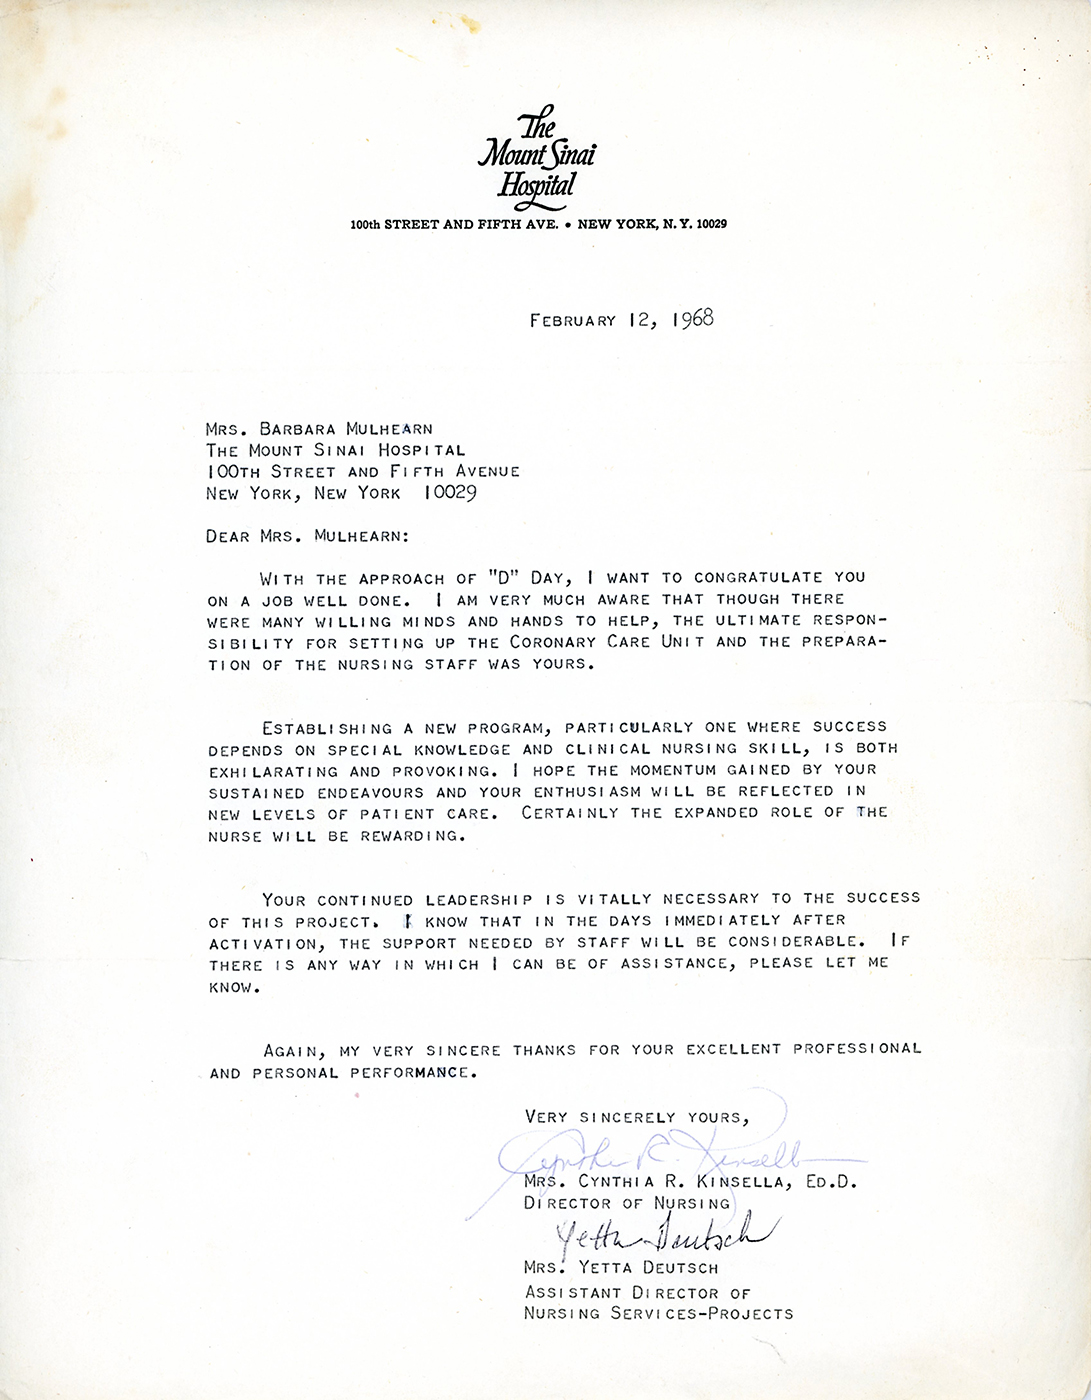 The
Mount Sinai
Hospital
100th STREET AND FIFTH AVE. • NEW YORK, N. Y. 10029
FEBRUARY 12, 1968
MRS. BARBARA MULHEARN
THE MOUNT SINAI HOSPITAL
100TH STREET AND FIFTH AVENUE
NEW YORK, NEW YORK 10029
DEAR MRS. MULHEARN:
WITH THE APPROACH OF "D" DAY, I WANT TO CONGRATULATE YOU
ON A JOB WELL DONE. I AM VERY MUCH AWARE THAT THOUGH THERE
WERE MANY WILLING MINDS AND HANDS TO HELP, THE ULTIMATE RESPON-
SIBILITY FOR SETTING UP THE CORONARY CARE UNIT AND THE PREPARA-
TION OF THE NURSING STAFF WAS YOURS.
ESTABLISHING A NEW PROGRAM, PARTICULARLY ONE WHERE SUCCESS
DEPENDS ON SPECIAL KNOWLEDGE AND CLINICAL NURSING SKILL, IS BOTH
EXHILARATING AND PROVOKING. I HOPE THE MOMENTUM GAINED BY YOUR
SUSTAINED ENDEAVOURS AND YOUR ENTHUSIASM WILL BE REFLECTED IN
NEW LEVELS OF PATIENT CARE. CERTAINLY THE EXPANDED ROLE OF THE
NURSE WILL BE REWARDING.
YOUR CONTINUED LEADERSHIP IS VITALLY NECESSARY TO THE SUCCESS
OF THIS PROJECT. I KNOW THAT IN THE DAYS IMMEDIATELY AFTER
ACTIVATION, THE SUPPORT NEEDED BY STAFF WILL BE CONSIDERABLE. IF
THERE IS ANY WAY IN WHICH I CAN BE OF ASSISTANCE, PLEASE LET ME
KNOW.
AGAIN, MY VERY SINCERE THANKS FOR YOUR EXCELLENT PROFESSIONAL
AND PERSONAL PERFORMANCE.
VERY SINCERELY YOURS,
Cynthia R. Kinsella
MRS. CYNTHIA R. KINSELLA, ED.D.
DIRECTOR OF NURSING
Yetta Deutsch
MRS. YETTA DEUTSCH
ASSISTANT DIRECTOR OF
NURSING SERVICES-PROJECTS